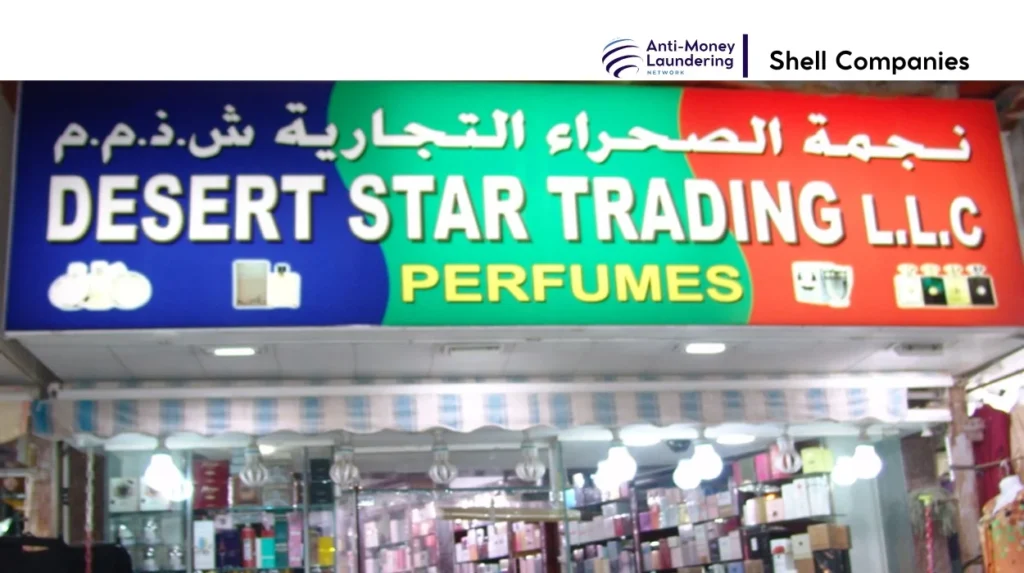 Anti-Money
Laundering
NETWORK
Shell Companies
نجمة الصحراء التجارية ش.ذ.م.م
DESERT STAR TRADING L.L.C
PERFUMES